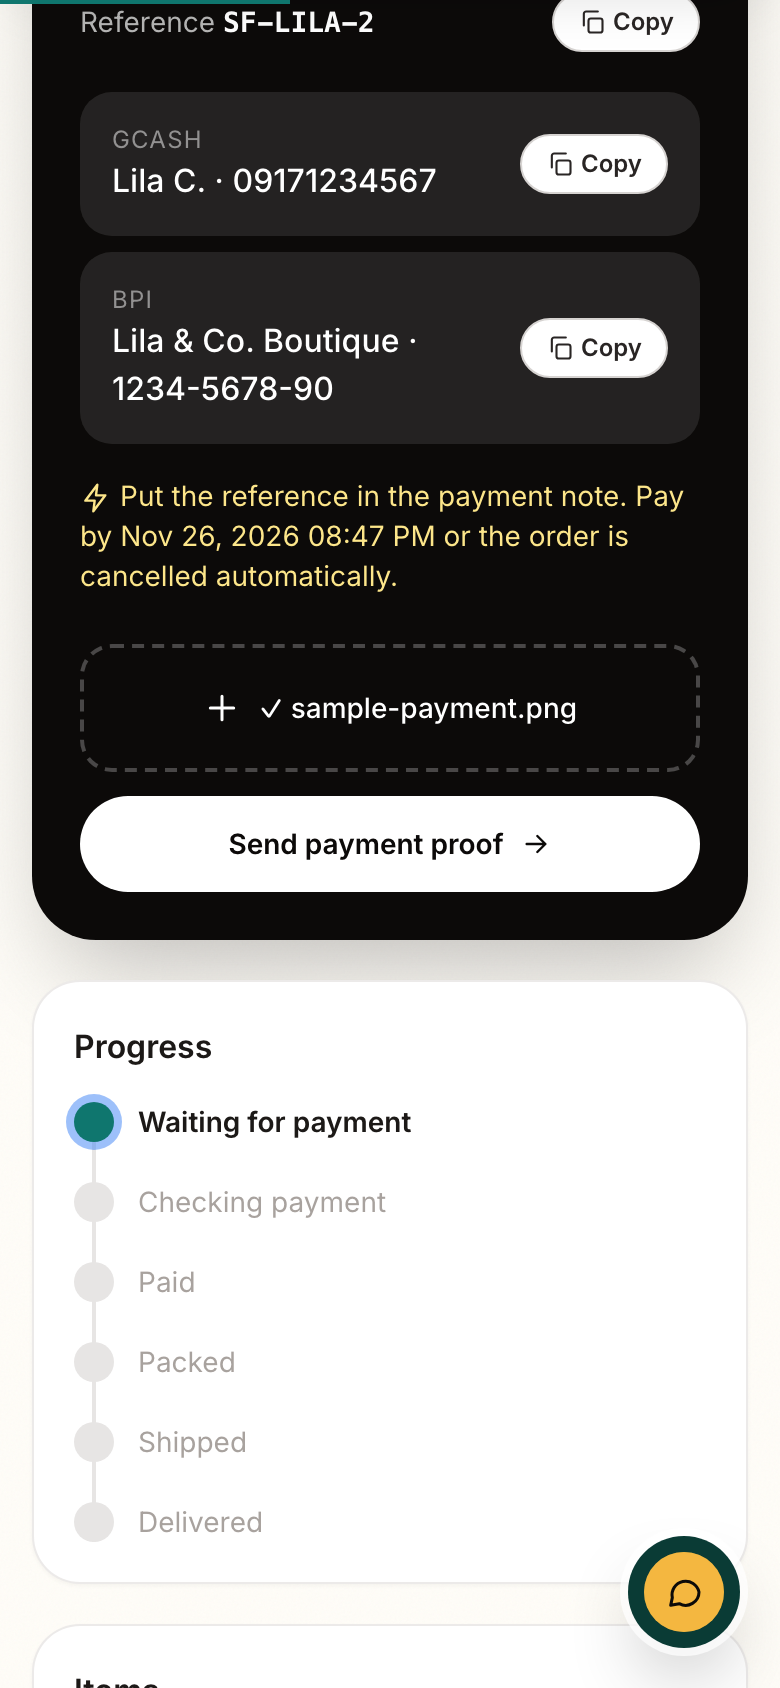 Reference SF-LILA-2
Copy
GCASH
Lila C. · 09171234567
Copy
BPI
Lila & Co. Boutique ·
1234-5678-90
Copy
Put the reference in the payment note. Pay
by Nov 26, 2026 08:47 PM or the order is
cancelled automatically.
+ ✓ sample-payment.png
Send payment proof →
Progress
Waiting for payment
Checking payment
Paid
Packed
Shipped
Delivered
Items